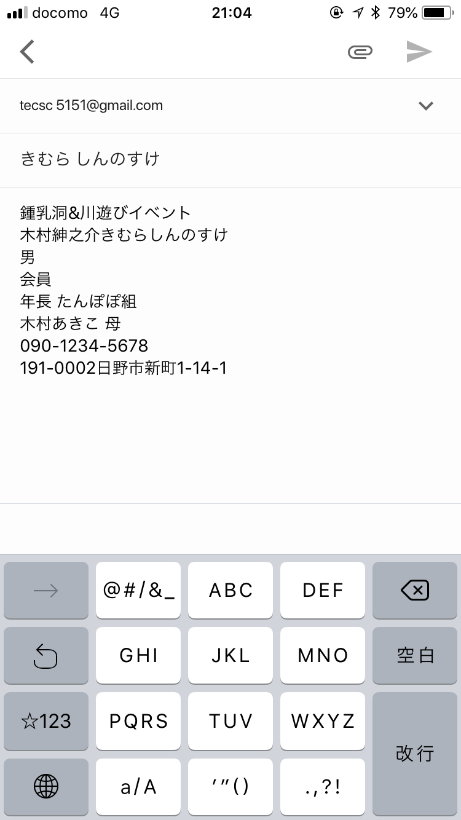 docomo 4G 21:04 79%
tecsc 5151@gmail.com
きむら しんのすけ
鍾乳洞&川遊びイベント
木村紳之介きむらしんのすけ
男
会員
年長 たんぽぽ組
木村あきこ 母
090-1234-5678
191-0002日野市新町1-14-1
→ @#/&_ ABC DEF
GHI JKL MNO 空白
☆123 PQRS TUV WXYZ
改行
a/A ’”() .,?!